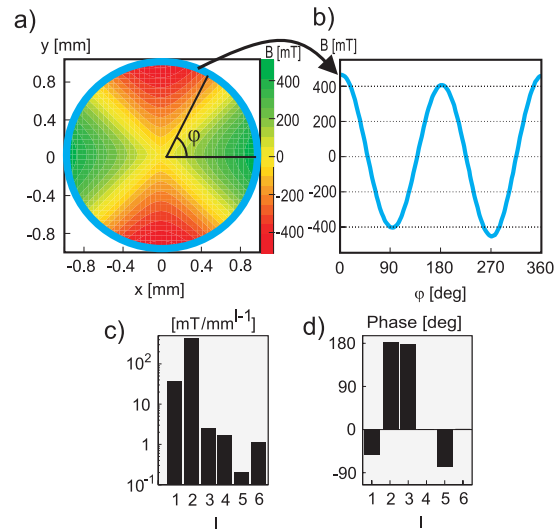 a)
y [mm]
B [mT]
0.8
0.4
0
-0.4
-0.8
φ
400
200
0
-200
-400
-0.8 -0.4 0 0.4 0.8
x [mm]
b)
B [mT]
400
200
0
-200
-400
0 90 180 270 360
φ [deg]
c)
[mT/mm^l-1]
10^2
10
1
10^-1
1 2 3 4 5 6
l
d)
Phase [deg]
180
90
0
-90
1 2 3 4 5 6
l